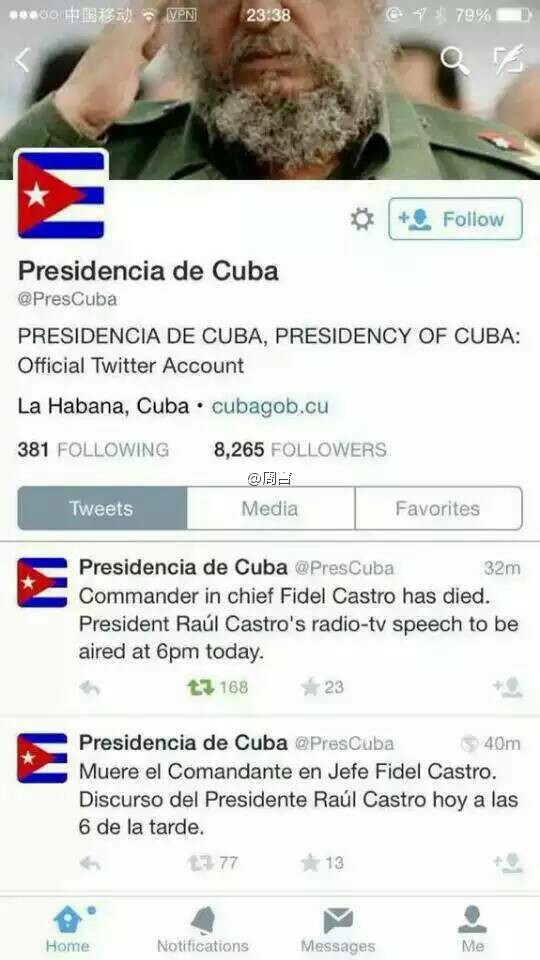 中国移动 VPN 23:38 79%
Follow
Presidencia de Cuba
@PresCuba
PRESIDENCIA DE CUBA, PRESIDENCY OF CUBA:
Official Twitter Account
La Habana, Cuba • cubagob.cu
381 FOLLOWING 8,265 FOLLOWERS
Tweets Media Favorites
Presidencia de Cuba @PresCuba 32m
Commander in chief Fidel Castro has died.
President Raúl Castro's radio-tv speech to be
aired at 6pm today.
168 23
Presidencia de Cuba @PresCuba 40m
Muere el Comandante en Jefe Fidel Castro.
Discurso del Presidente Raúl Castro hoy a las
6 de la tarde.
77 13
Home Notifications Messages Me